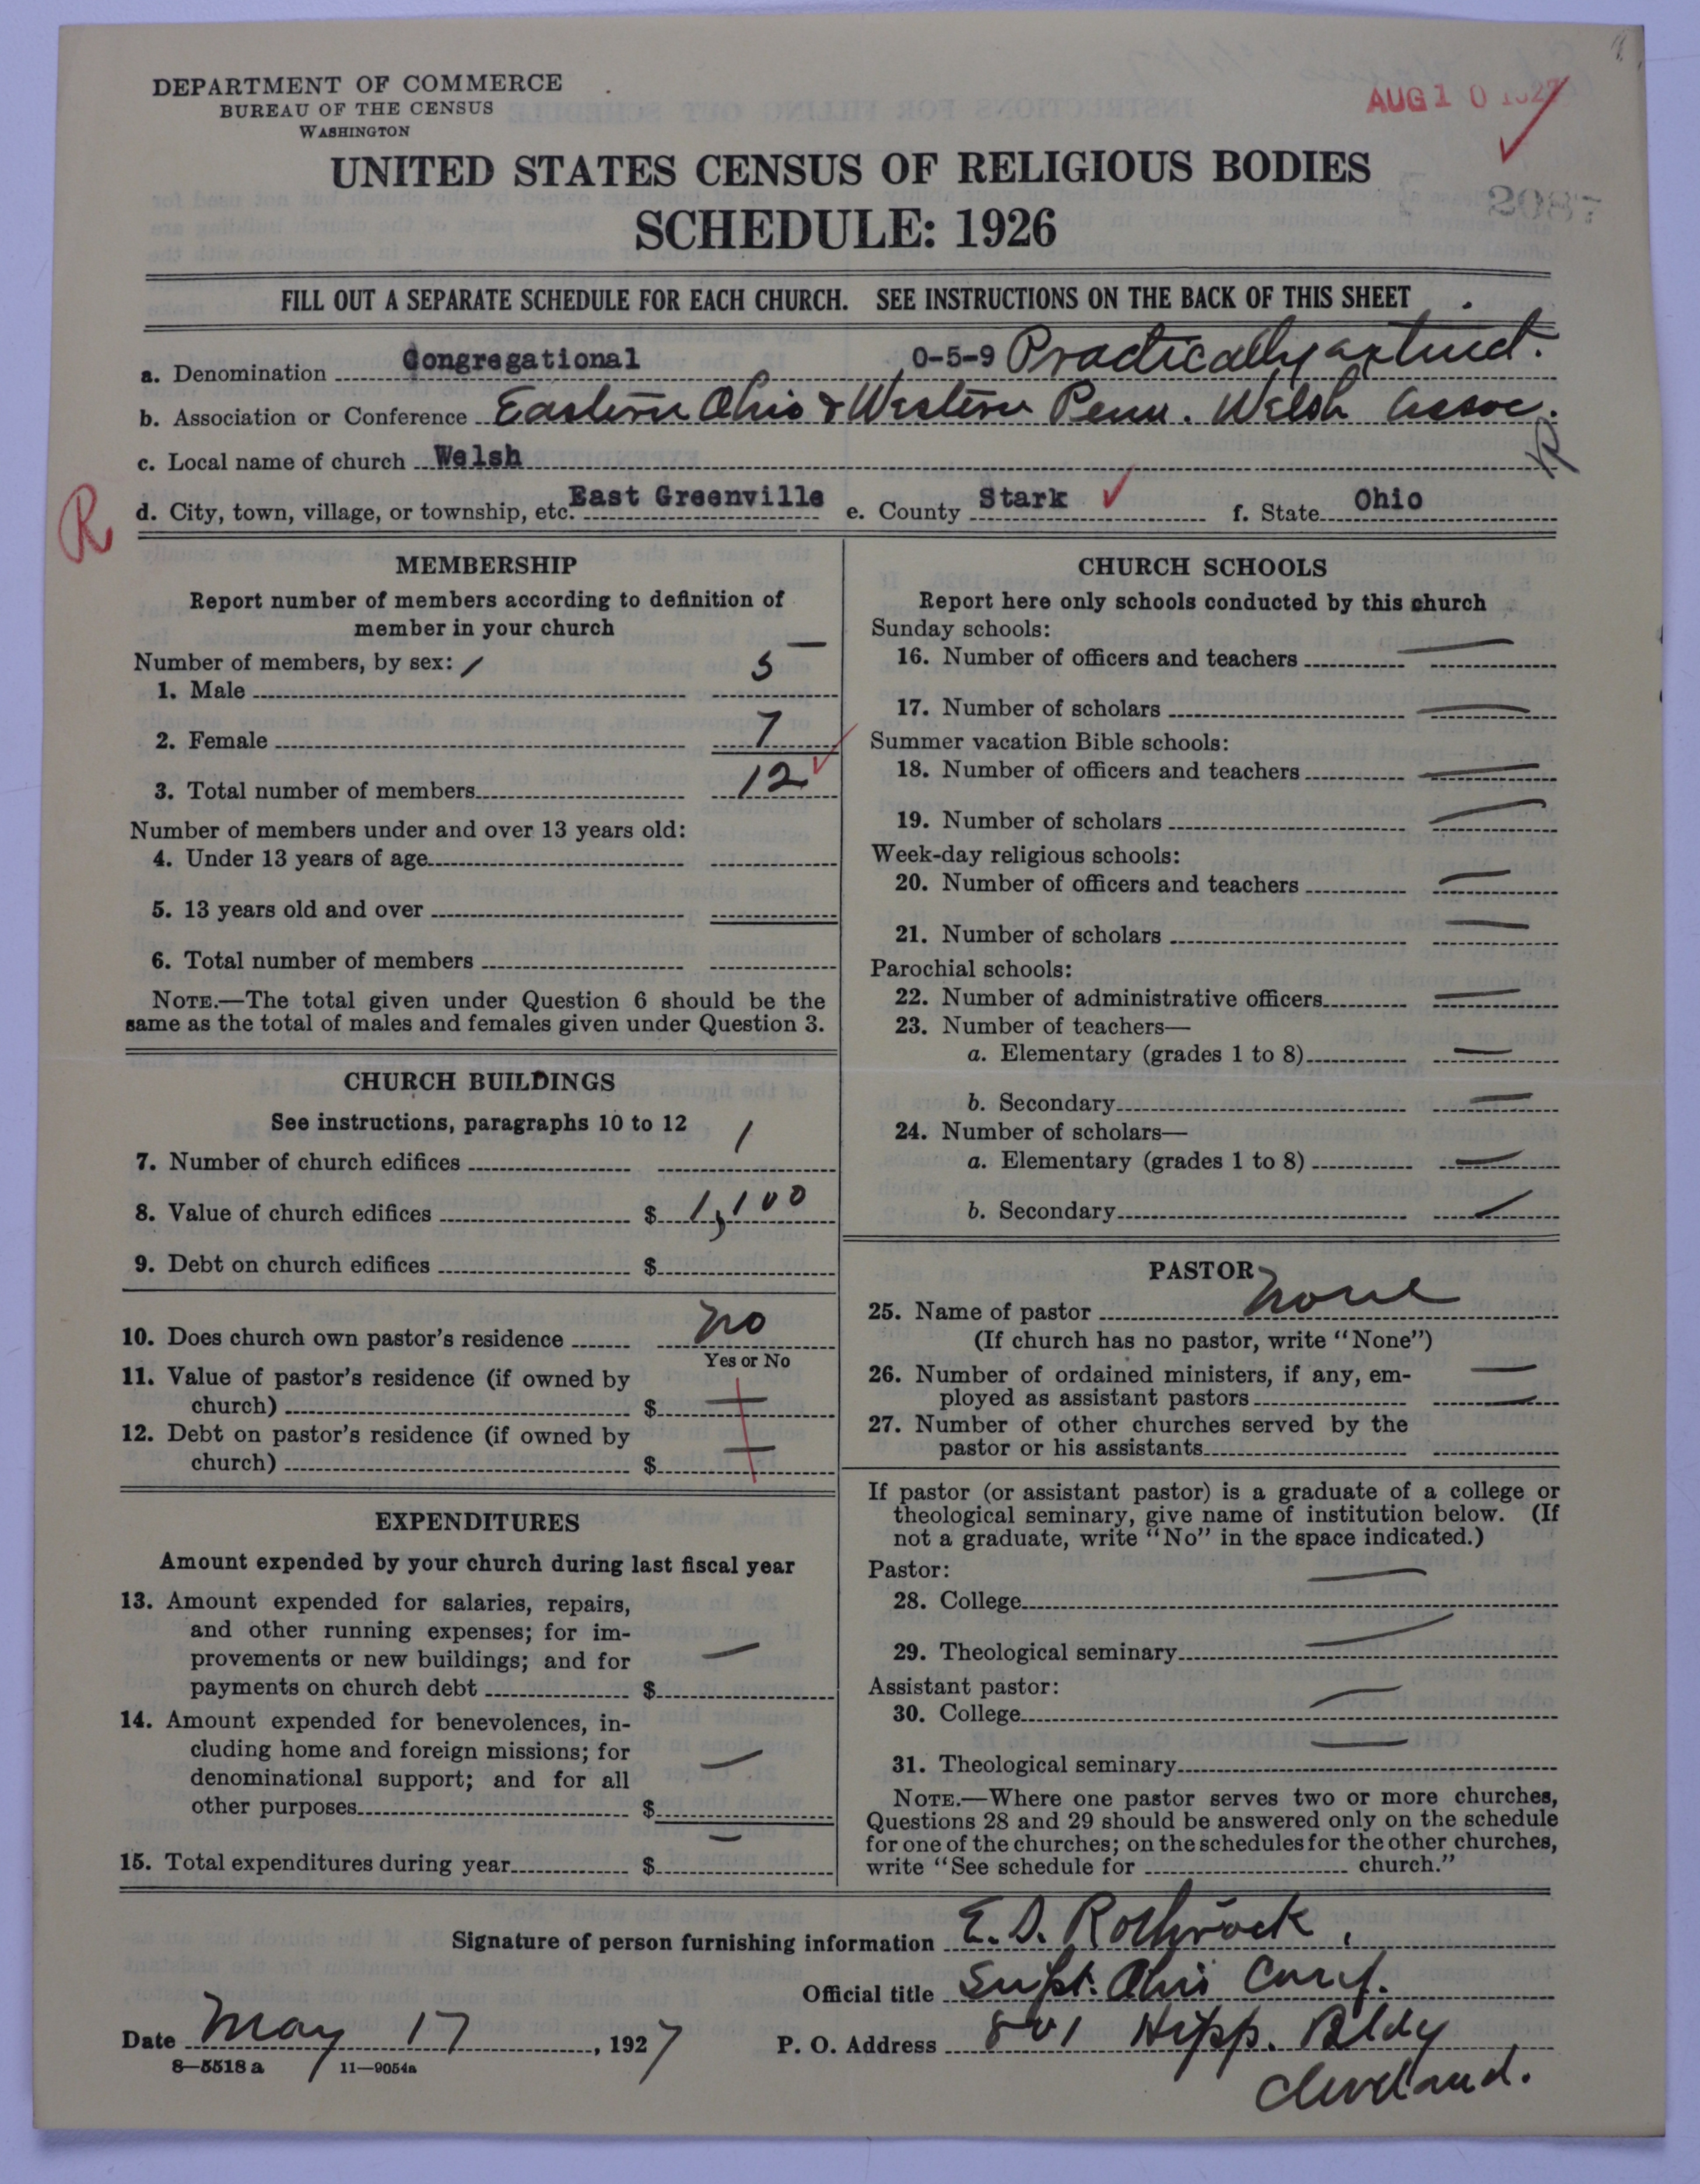 DEPARTMENT OF COMMERCE
BUREAU OF THE CENSUS
WASHINGTON
AUG 10 1927
UNITED STATES CENSUS OF RELIGIOUS BODIES
SCHEDULE: 1926
2087
FILL OUT A SEPARATE SCHEDULE FOR EACH CHURCH. SEE INSTRUCTIONS ON THE BACK OF THIS SHEET
a. Denomination Congregational 0-5-9 Practically extinct.
b. Association or Conference Eastern Ohio & Western Penn. Welsh Assoc.
c. Local name of church Welsh
R d. City, town, village, or township, etc. East Greenville e. County Stark f. State Ohio
MEMBERSHIP
Report number of members according to definition of
member in your church
Number of members, by sex:
1. Male 5
2. Female 7
3. Total number of members 12
Number of members under and over 13 years old:
4. Under 13 years of age
5. 13 years old and over
6. Total number of members
NOTE.—The total given under Question 6 should be the
same as the total of males and females given under Question 3.
CHURCH BUILDINGS
See instructions, paragraphs 10 to 12
7. Number of church edifices 1
8. Value of church edifices $ 1,100
9. Debt on church edifices $
10. Does church own pastor's residence No
Yes or No
11. Value of pastor's residence (if owned by
church) $ —
12. Debt on pastor's residence (if owned by
church) $ —
EXPENDITURES
Amount expended by your church during last fiscal year
13. Amount expended for salaries, repairs,
and other running expenses; for im-
provements or new buildings; and for
payments on church debt $ —
14. Amount expended for benevolences, in-
cluding home and foreign missions; for
denominational support; and for all
other purposes $ —
15. Total expenditures during year $ —
CHURCH SCHOOLS
Report here only schools conducted by this church
Sunday schools:
16. Number of officers and teachers —
17. Number of scholars —
Summer vacation Bible schools:
18. Number of officers and teachers —
19. Number of scholars —
Week-day religious schools:
20. Number of officers and teachers —
21. Number of scholars —
Parochial schools:
22. Number of administrative officers —
23. Number of teachers—
a. Elementary (grades 1 to 8) —
b. Secondary —
24. Number of scholars—
a. Elementary (grades 1 to 8) —
b. Secondary —
PASTOR
25. Name of pastor None
(If church has no pastor, write "None")
26. Number of ordained ministers, if any, em-
ployed as assistant pastors —
27. Number of other churches served by the
pastor or his assistants —
If pastor (or assistant pastor) is a graduate of a college or
theological seminary, give name of institution below. (If
not a graduate, write "No" in the space indicated.)
Pastor:
28. College —
29. Theological seminary —
Assistant pastor:
30. College —
31. Theological seminary —
NOTE.—Where one pastor serves two or more churches,
Questions 28 and 29 should be answered only on the schedule
for one of the churches; on the schedules for the other churches,
write "See schedule for church."
Signature of person furnishing information E. S. Rothrock,
Official title Supt. Ohio Conf.
Date May 17, 1927 P. O. Address 801 Hipp. Bldg
8—5518 a 11—9054a
Cleveland.